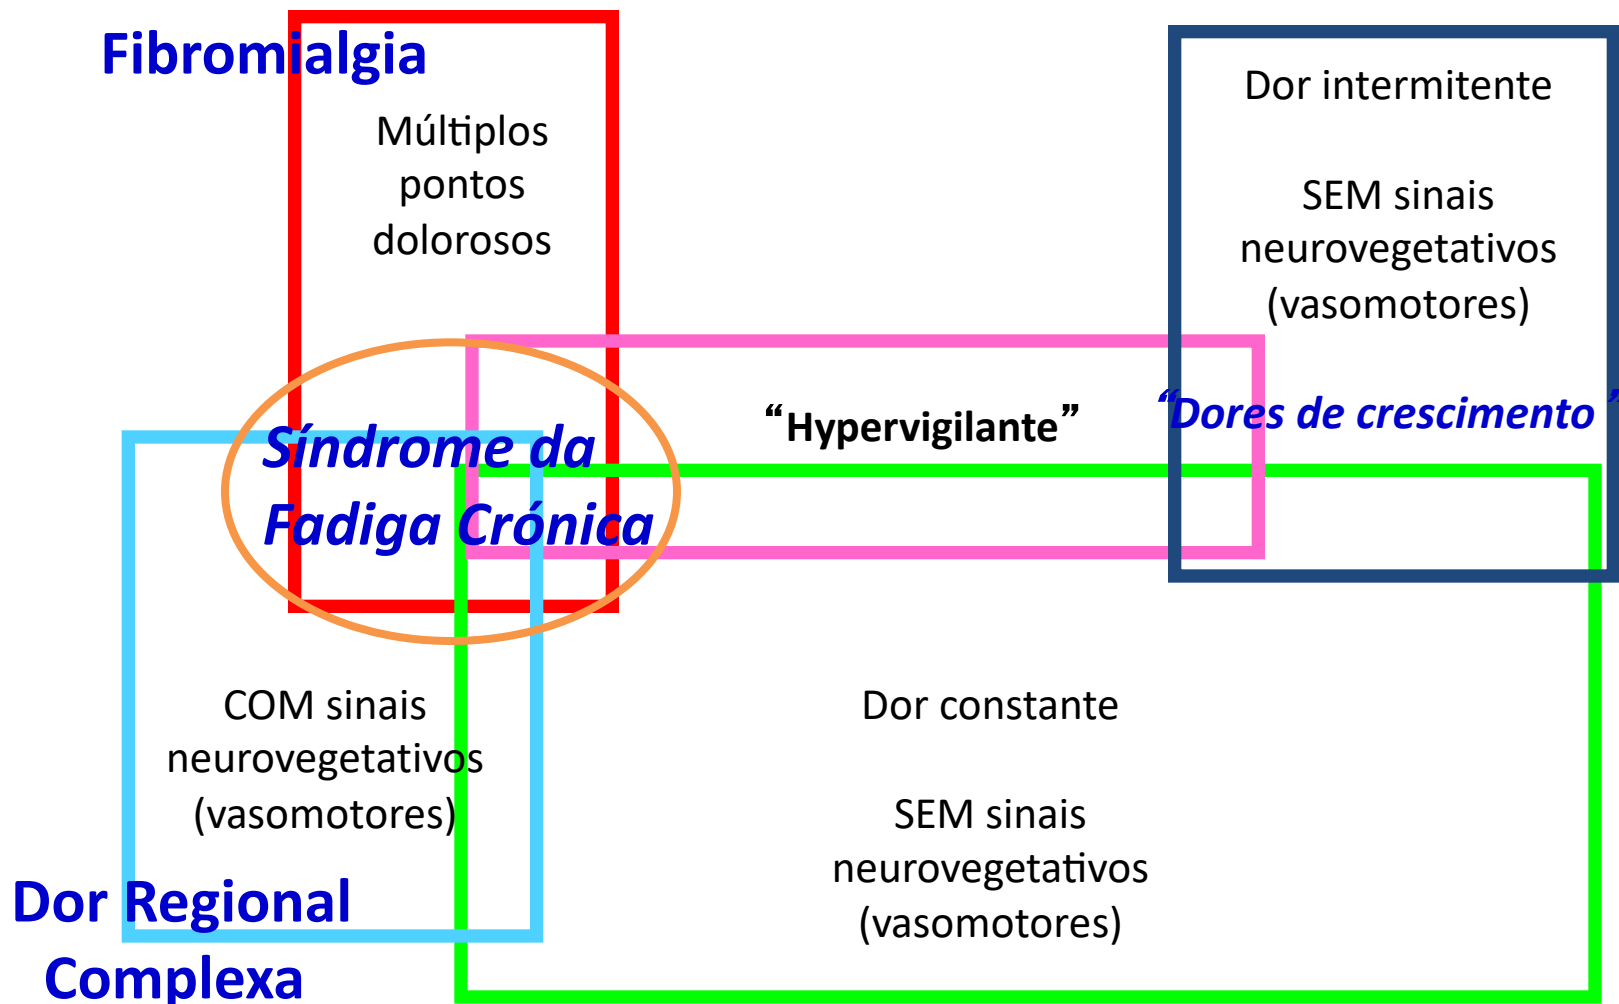 Fibromialgia
Múltiplos
pontos
dolorosos
Dor intermitente
SEM sinais
neurovegetativos
(vasomotores)
“Dores de crescimento”
“Hypervigilante”
Síndrome da
Fadiga Crónica
COM sinais
neurovegetativos
(vasomotores)
Dor Regional
Complexa
Dor constante
SEM sinais
neurovegetativos
(vasomotores)